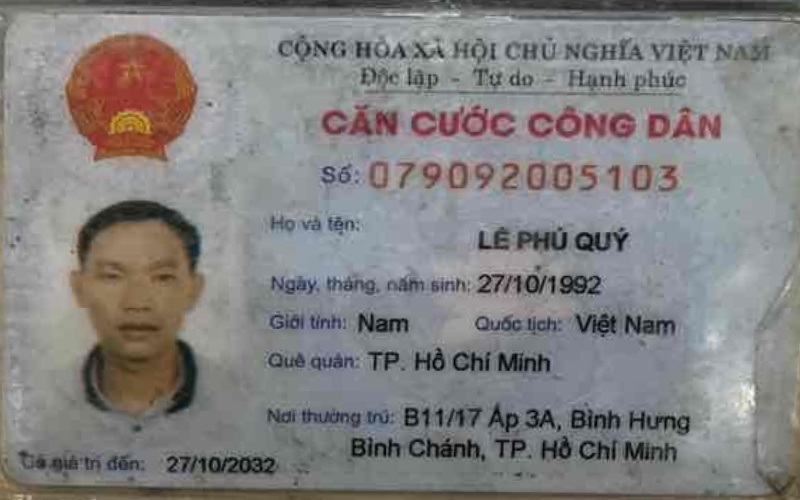 CỘNG HÒA XÃ HỘI CHỦ NGHĨA VIỆT NAM
Độc lập - Tự do - Hạnh phúc
CĂN CƯỚC CÔNG DÂN
Số: 079092005103
Họ và tên:
LÊ PHÚ QUÝ
Ngày, tháng, năm sinh: 27/10/1992
Giới tính: Nam Quốc tịch: Việt Nam
Quê quán: TP. Hồ Chí Minh
Nơi thường trú: B11/17 Ấp 3A, Bình Hưng
Bình Chánh, TP. Hồ Chí Minh
Có giá trị đến: 27/10/2032